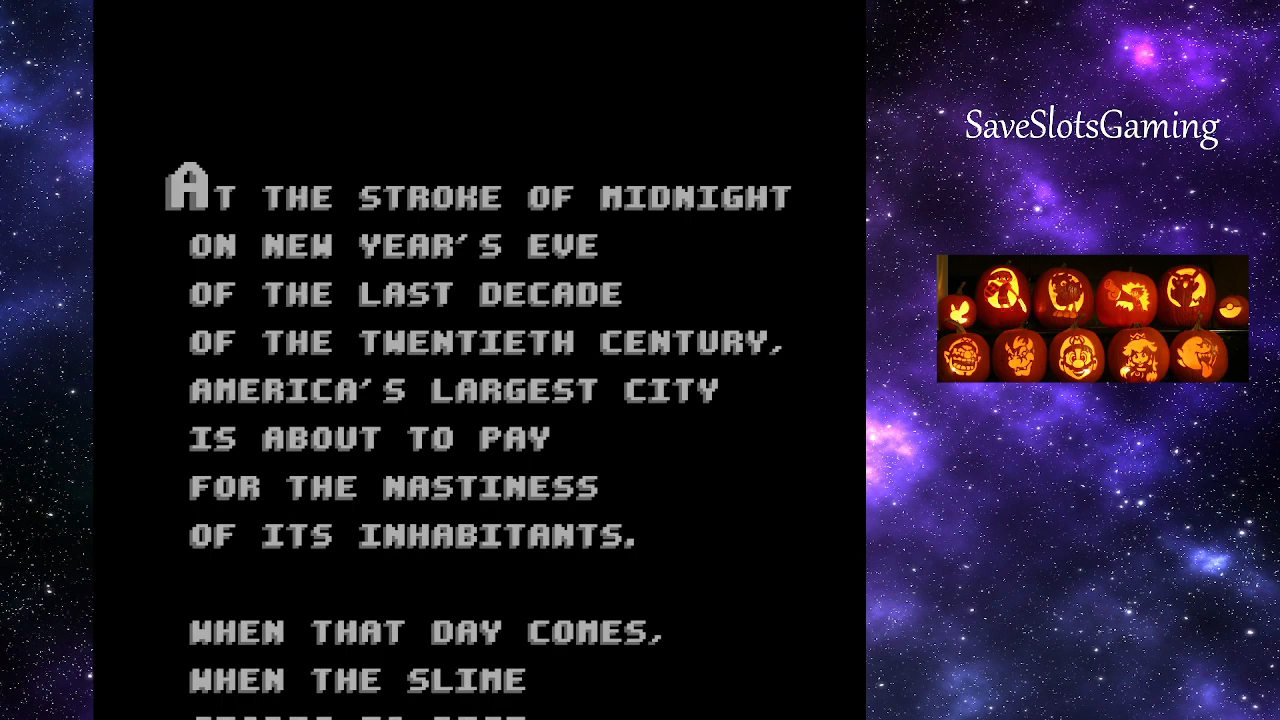 AT THE STROKE OF MIDNIGHT
ON NEW YEAR'S EVE
OF THE LAST DECADE
OF THE TWENTIETH CENTURY,
AMERICA'S LARGEST CITY
IS ABOUT TO PAY
FOR THE NASTINESS
OF ITS INHABITANTS.
WHEN THAT DAY COMES,
WHEN THE SLIME
SaveSlotsGaming